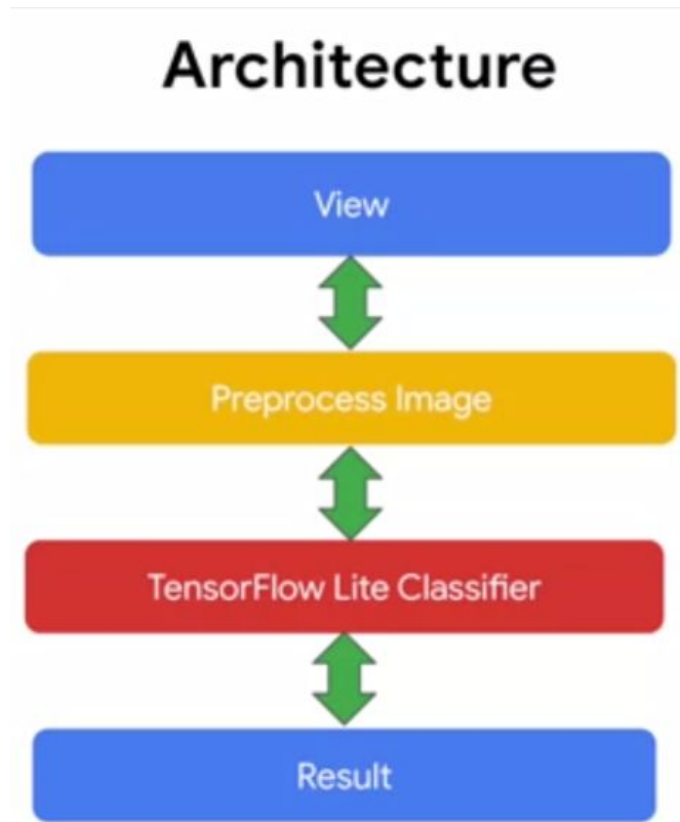 Architecture
View
Preprocess Image
TensorFlow Lite Classifier
Result